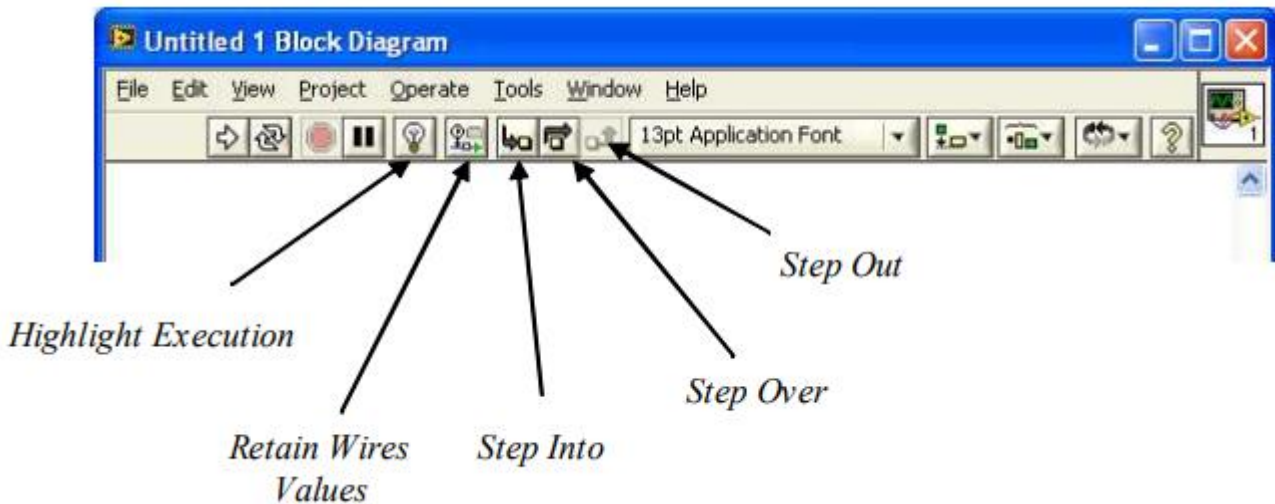 Untitled 1 Block Diagram
File Edit View Project Operate Tools Window Help
13pt Application Font
1
Step Out
Highlight Execution
Step Over
Retain Wires
Values
Step Into